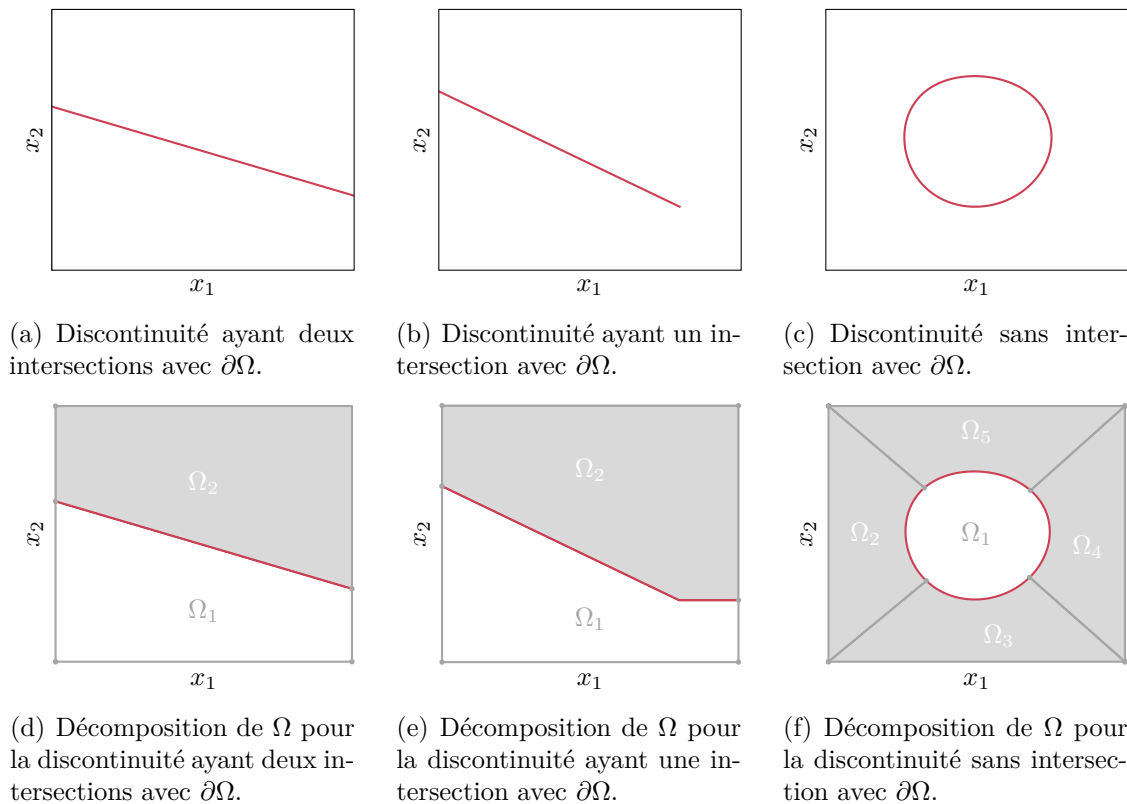 x₂
x₁
(a) Discontinuité ayant deux
intersections avec ∂Ω.
x₂
x₁
(b) Discontinuité ayant un in-
tersection avec ∂Ω.
x₂
x₁
(c) Discontinuité sans inter-
section avec ∂Ω.
Ω₂
x₂
Ω₁
x₁
(d) Décomposition de Ω pour
la discontinuité ayant deux in-
tersections avec ∂Ω.
Ω₂
x₂
Ω₁
x₁
(e) Décomposition de Ω pour
la discontinuité ayant une in-
tersection avec ∂Ω.
Ω₅
x₂
Ω₂ Ω₁ Ω₄
Ω₃
x₁
(f) Décomposition de Ω pour
la discontinuité sans intersec-
tion avec ∂Ω.